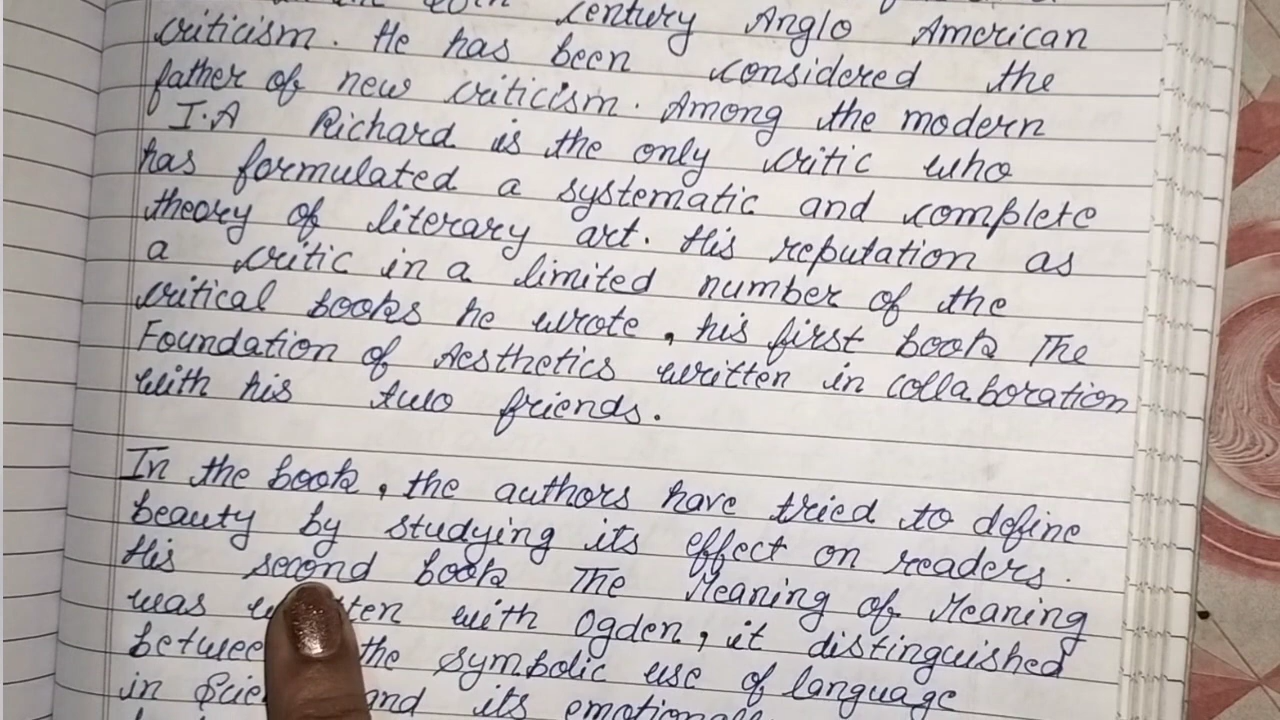 century Anglo American
criticism. He has been considered the
father of new criticism. Among the modern
I.A Richard is the only critic who
has formulated a systematic and complete
theory of literary art. His reputation as
a critic in a limited number of the
critical books he wrote, his first book The
Foundation of Aesthetics written in collaboration
with his two friends.
In the book, the authors have tried to define
beauty by studying its effect on readers.
His second book The Meaning of Meaning
was with Ogden, it distinguished
the symbolic use of language
in and its